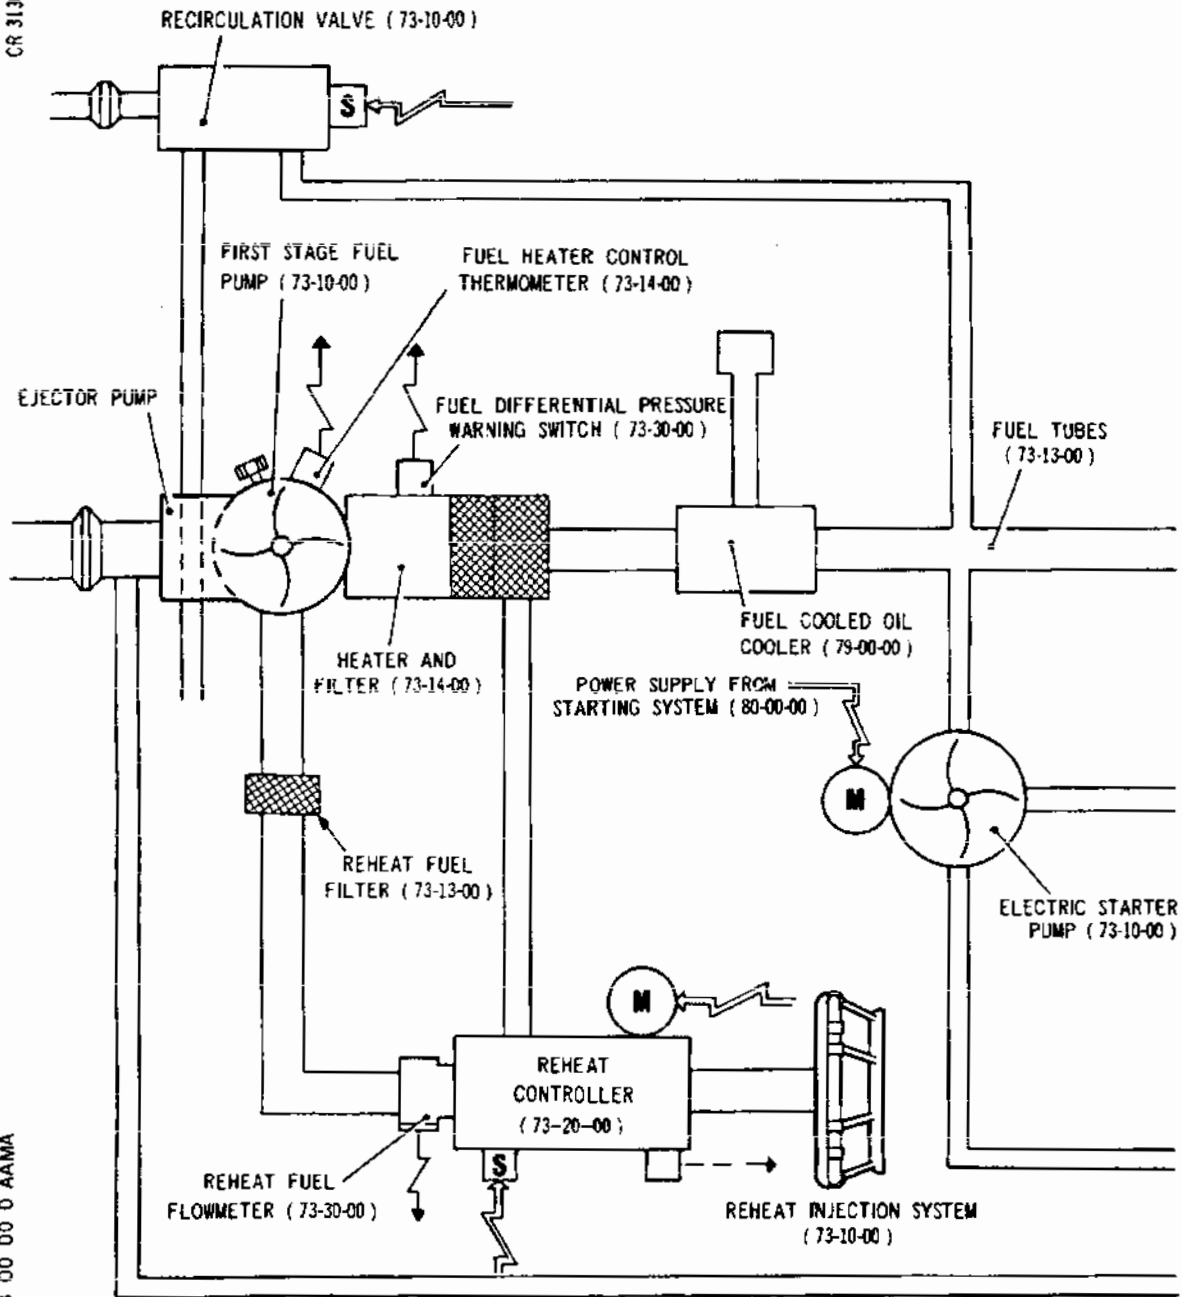 CR 313
RECIRCULATION VALVE ( 73-10-00 )
S
FIRST STAGE FUEL
PUMP ( 73-10-00 )
FUEL HEATER CONTROL
THERMOMETER ( 73-14-00 )
EJECTOR PUMP
FUEL DIFFERENTIAL PRESSURE
WARNING SWITCH ( 73-30-00 )
FUEL TUBES
( 73-13-00 )
FUEL COOLED OIL
COOLER ( 79-00-00 )
HEATER AND
FILTER ( 73-14-00 )
POWER SUPPLY FROM
STARTING SYSTEM ( 80-00-00 )
M
REHEAT FUEL
FILTER ( 73-13-00 )
ELECTRIC STARTER
PUMP ( 73-10-00 )
M
REHEAT
CONTROLLER
( 73-20-00 )
S
REHEAT FUEL
FLOWMETER ( 73-30-00 )
REHEAT INJECTION SYSTEM
( 73-10-00 )
00 00 0 AAMA